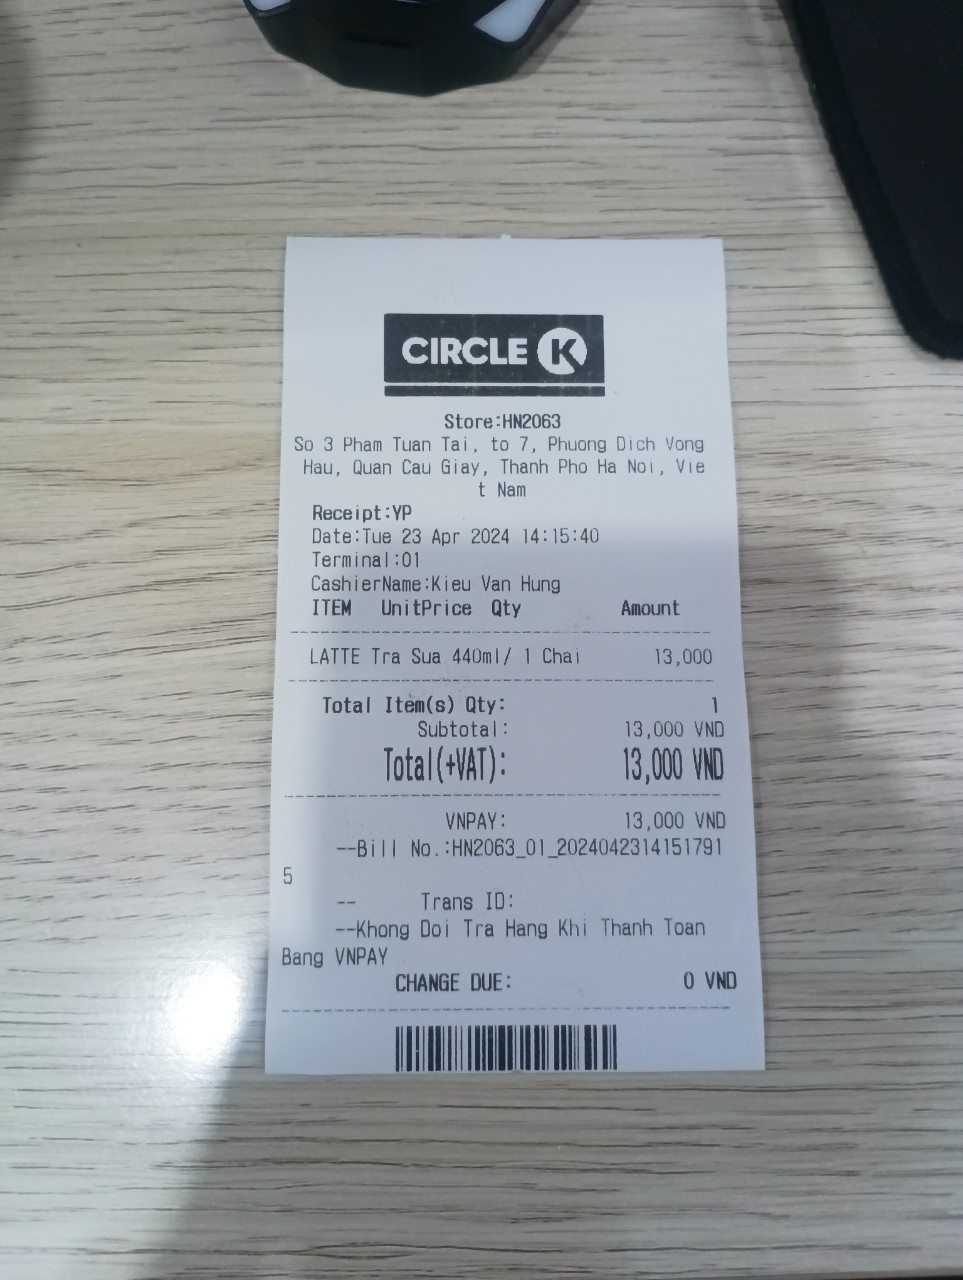 CIRCLE K
Store:HN2063
So 3 Pham Tuan Tai, to 7, Phuong Dich Vong
Hau, Quan Cau Giay, Thanh Pho Ha Noi, Vie
t Nam
Receipt:YP
Date:Tue 23 Apr 2024 14:15:40
Terminal:01
CashierName:Kieu Van Hung
ITEM UnitPrice Qty Amount
LATTE Tra Sua 440ml/ 1 Chai 13,000
Total Item(s) Qty: 1
Subtotal: 13,000 VND
Total(+VAT): 13,000 VND
VNPAY: 13,000 VND
--Bill No.:HN2063_01_2024042314151791
5
-- Trans ID:
--Khong Doi Tra Hang Khi Thanh Toan
Bang VNPAY
CHANGE DUE: 0 VND